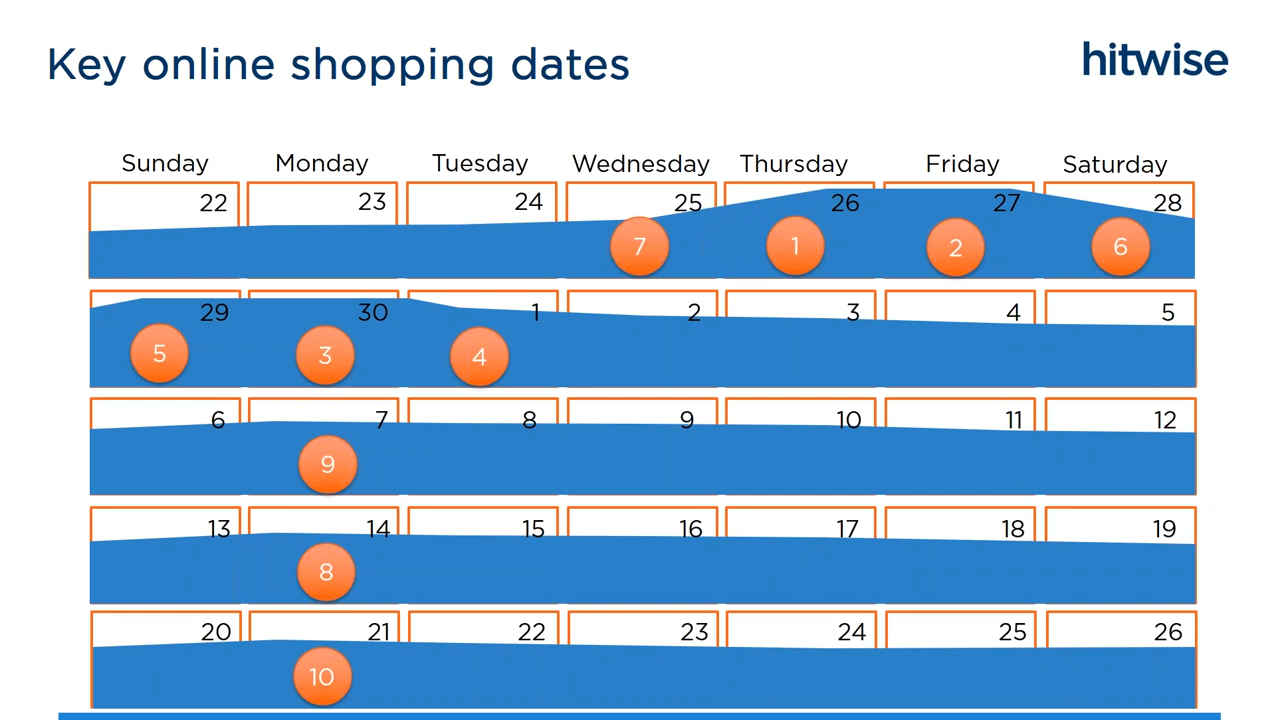 Key online shopping dates
hitwise
Sunday Monday Tuesday Wednesday Thursday Friday Saturday
22 23 24 25 26 27 28
7 1 2 6
29 30 1 2 3 4 5
5 3 4
6 7 8 9 10 11 12
9
13 14 15 16 17 18 19
8
20 21 22 23 24 25 26
10